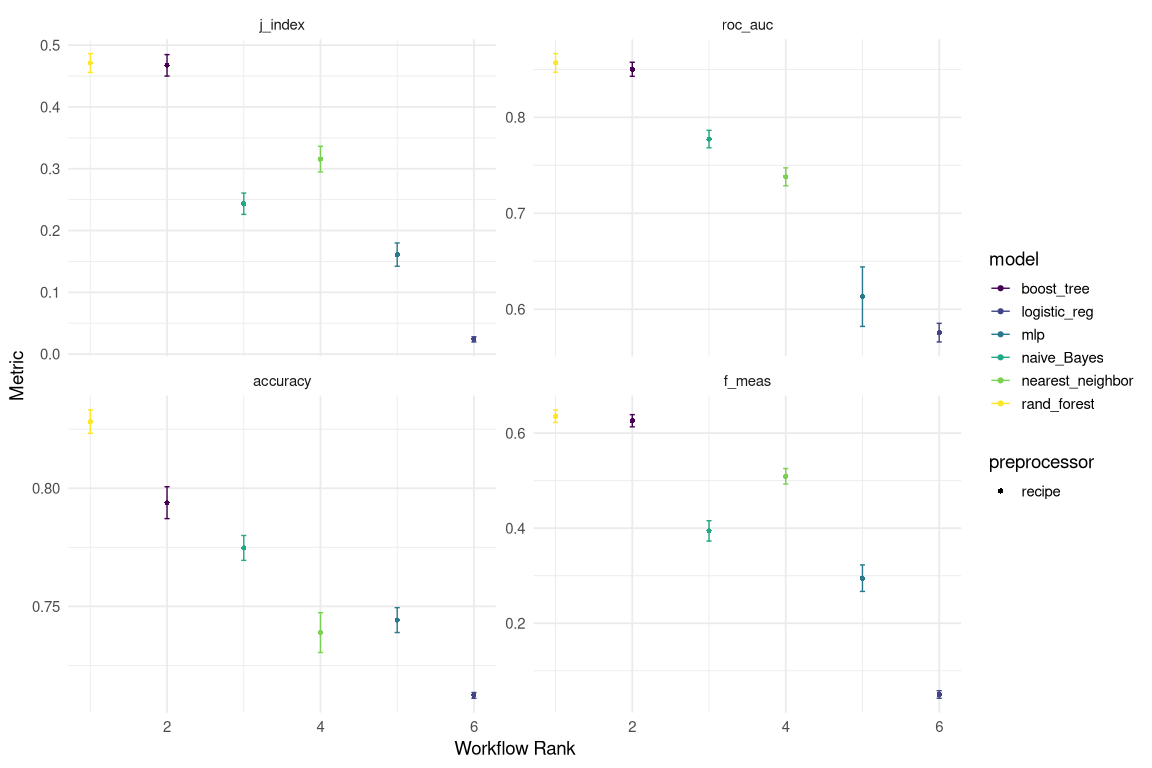 j_index
roc_auc
0.5
0.4
0.3
0.2
0.1
0.0
0.8
0.7
0.6
accuracy
f_meas
0.80
0.75
0.6
0.4
0.2
2
4
6
2
4
6
Metric
Workflow Rank
model
boost_tree
logistic_reg
mlp
naive_Bayes
nearest_neighbor
rand_forest
preprocessor
recipe